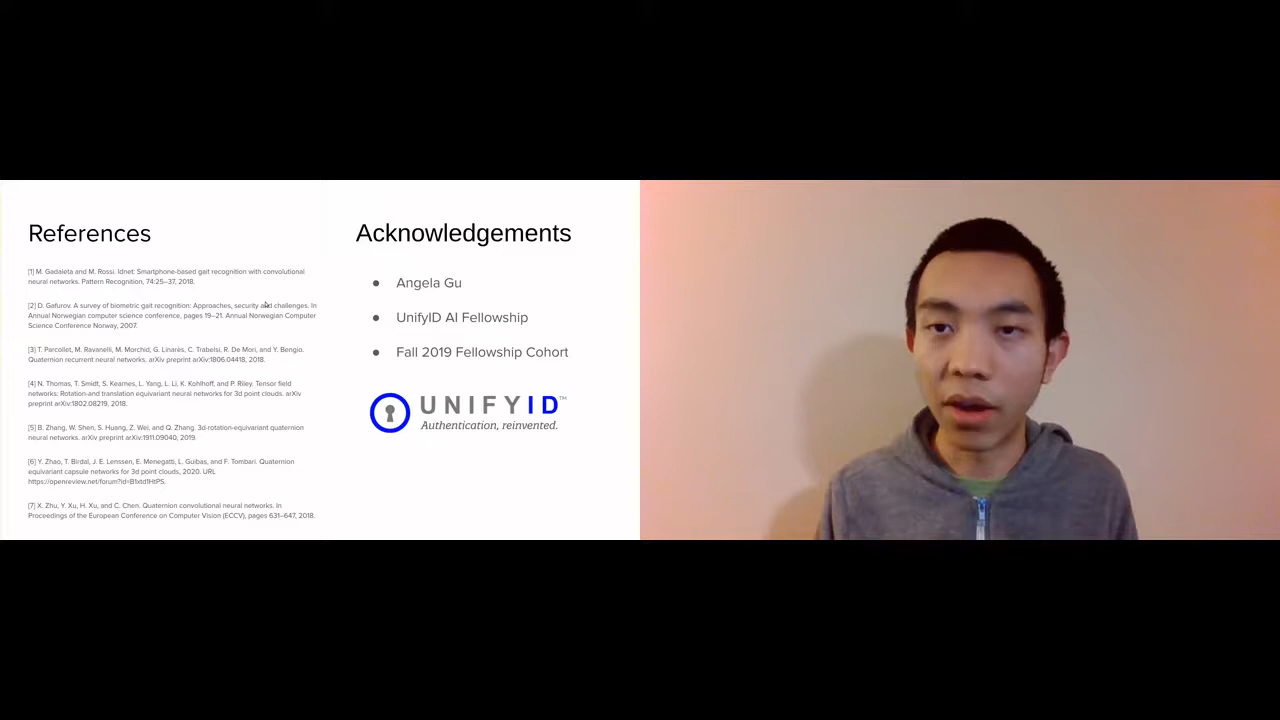 References
[1] M. Gadaleta and M. Rossi. Idnet: Smartphone-based gait recognition with convolutional
neural networks. Pattern Recognition, 74:25–37, 2018.
[2] D. Gafurov. A survey of biometric gait recognition: Approaches, security and challenges. In
Annual Norwegian computer science conference, pages 19–21. Annual Norwegian Computer
Science Conference Norway, 2007.
[3] T. Parcollet, M. Ravanelli, M. Morchid, G. Linarès, C. Trabelsi, R. De Mori, and Y. Bengio.
Quaternion recurrent neural networks. arXiv preprint arXiv:1806.04418, 2018.
[4] N. Thomas, T. Smidt, S. Kearnes, L. Yang, L. Li, K. Kohlhoff, and P. Riley. Tensor field
networks: Rotation-and translation equivariant neural networks for 3d point clouds. arXiv
preprint arXiv:1802.08219, 2018.
[5] B. Zhang, W. Shen, S. Huang, Z. Wei, and Q. Zhang. 3d-rotation-equivariant quaternion
neural networks. arXiv preprint arXiv:1911.09040, 2019.
[6] Y. Zhao, T. Birdal, J. E. Lenssen, E. Menegatti, L. Guibas, and F. Tombari. Quaternion
equivariant capsule networks for 3d point clouds, 2020. URL
https://openreview.net/forum?id=B1xtd1HtPS.
[7] X. Zhu, Y. Xu, H. Xu, and C. Chen. Quaternion convolutional neural networks. In
Proceedings of the European Conference on Computer Vision (ECCV), pages 631–647, 2018.
Acknowledgements
● Angela Gu
● UnifyID AI Fellowship
● Fall 2019 Fellowship Cohort
UNIFYID™
Authentication, reinvented.